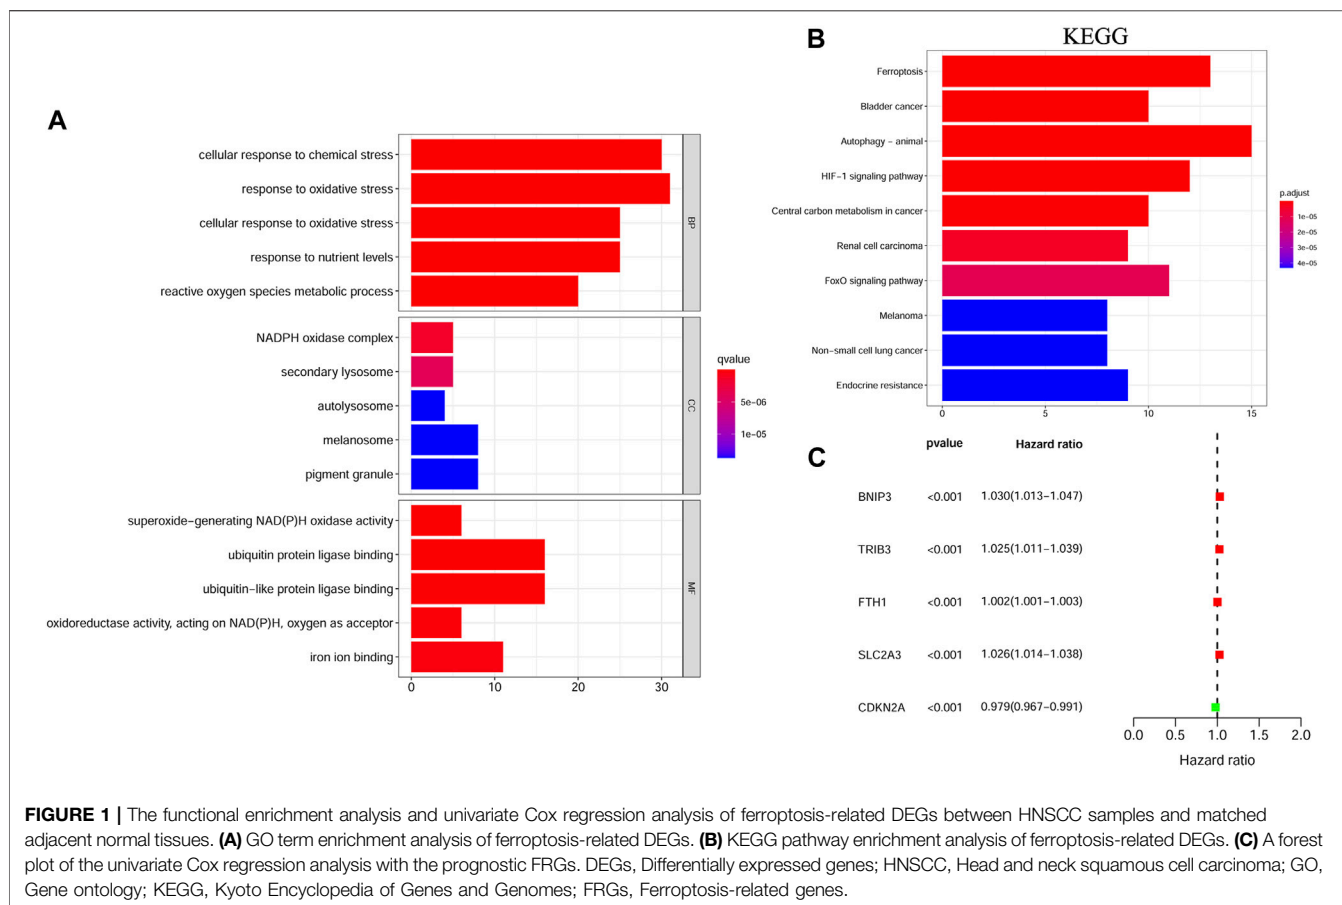 A
cellular response to chemical stress
response to oxidative stress
cellular response to oxidative stress
response to nutrient levels
reactive oxygen species metabolic process
BP
NADPH oxidase complex
secondary lysosome
autolysosome
melanosome
pigment granule
CC
superoxide-generating NAD(P)H oxidase activity
ubiquitin protein ligase binding
ubiquitin-like protein ligase binding
oxidoreductase activity, acting on NAD(P)H, oxygen as acceptor
iron ion binding
MF
0 10 20 30
qvalue
5e-06
1e-05
B
KEGG
Ferroptosis
Bladder cancer
Autophagy - animal
HIF-1 signaling pathway
Central carbon metabolism in cancer
Renal cell carcinoma
FoxO signaling pathway
Melanoma
Non-small cell lung cancer
Endocrine resistance
0 5 10 15
p.adjust
1e-05
2e-05
3e-05
4e-05
C
pvalue Hazard ratio
BNIP3 <0.001 1.030(1.013-1.047)
TRIB3 <0.001 1.025(1.011-1.039)
FTH1 <0.001 1.002(1.001-1.003)
SLC2A3 <0.001 1.026(1.014-1.038)
CDKN2A <0.001 0.979(0.967-0.991)
0.0 0.5 1.0 1.5 2.0
Hazard ratio
FIGURE 1 | The functional enrichment analysis and univariate Cox regression analysis of ferroptosis-related DEGs between HNSCC samples and matched
adjacent normal tissues. (A) GO term enrichment analysis of ferroptosis-related DEGs. (B) KEGG pathway enrichment analysis of ferroptosis-related DEGs. (C) A forest
plot of the univariate Cox regression analysis with the prognostic FRGs. DEGs, Differentially expressed genes; HNSCC, Head and neck squamous cell carcinoma; GO,
Gene ontology; KEGG, Kyoto Encyclopedia of Genes and Genomes; FRGs, Ferroptosis-related genes.